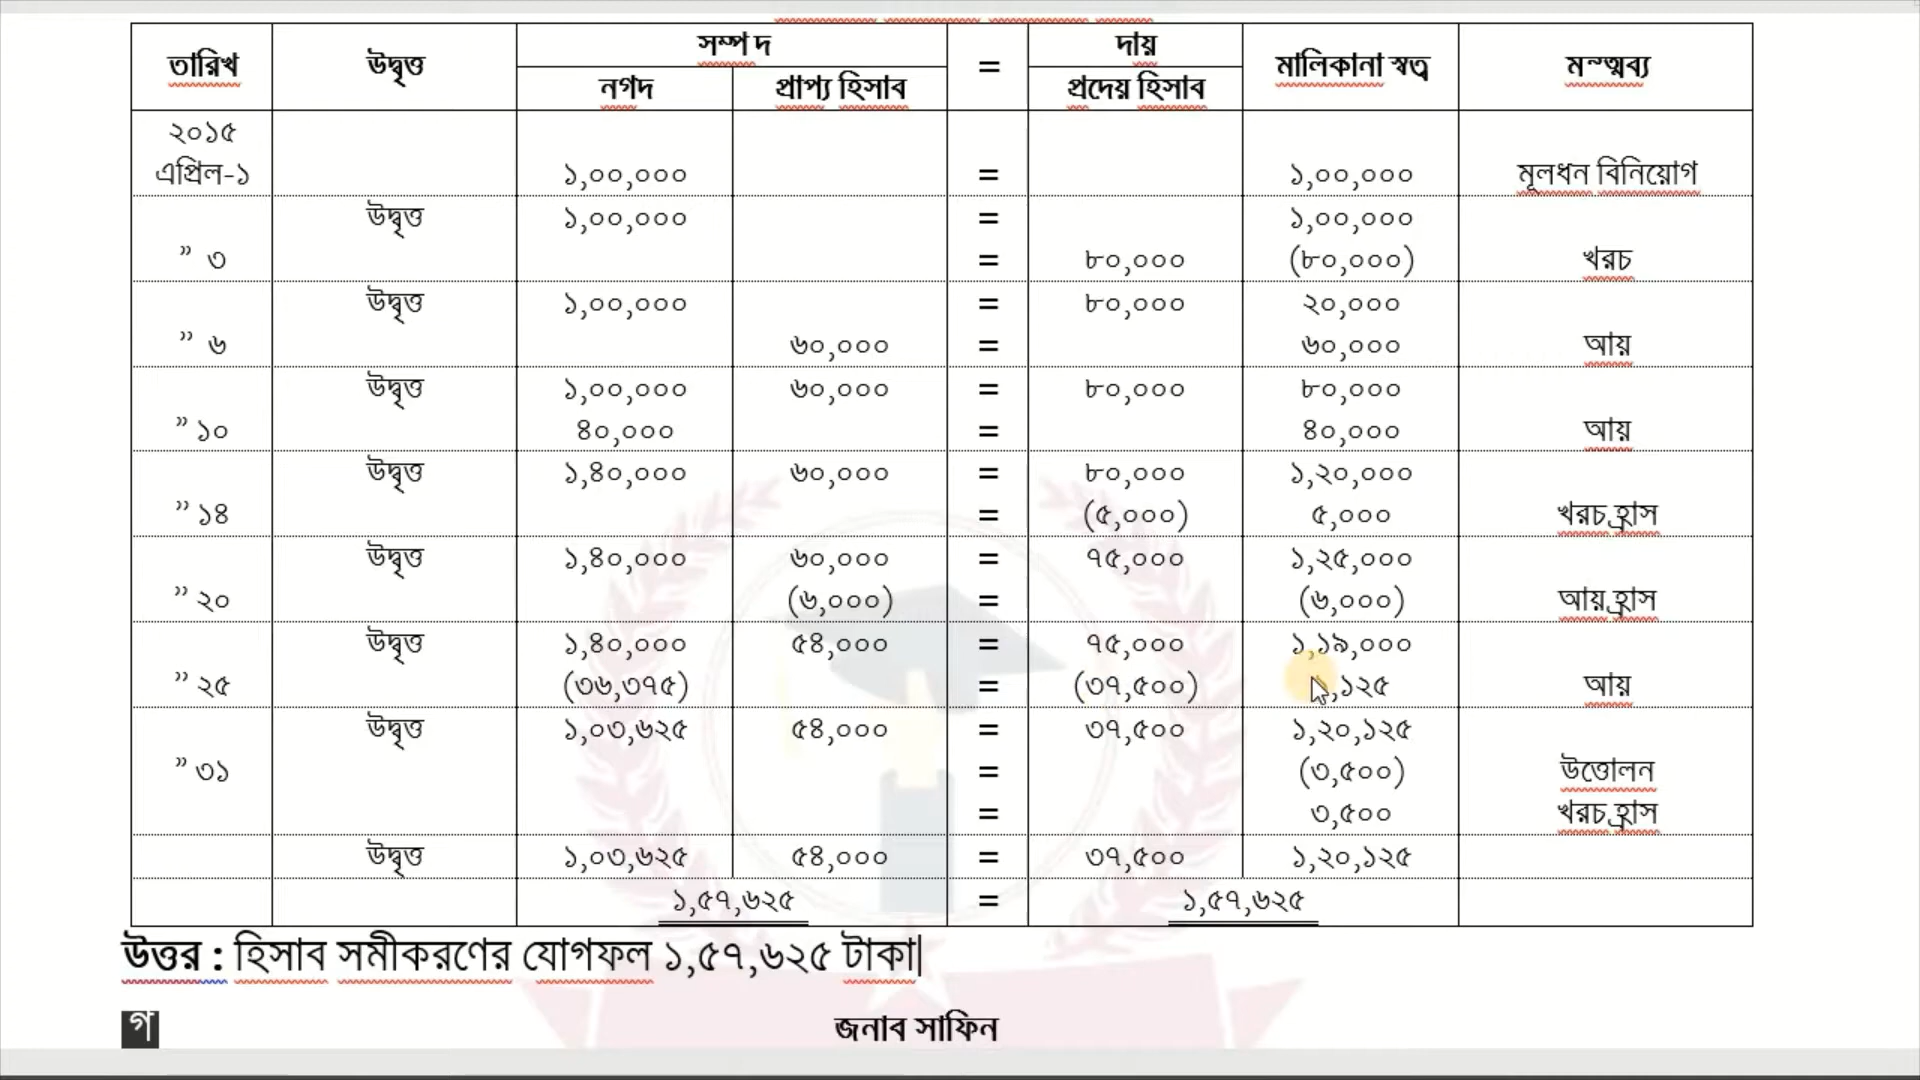 তারিখ উদ্বৃত্ত সম্পদ = দায় মালিকানা স্বত্ব মন্তব্য
নগদ প্রাপ্য হিসাব প্রদেয় হিসাব
২০১৫
এপ্রিল-১ ১,০০,০০০ = ১,০০,০০০ মূলধন বিনিয়োগ
উদ্বৃত্ত ১,০০,০০০ = ১,০০,০০০
” ৩ = ৮০,০০০ (৮০,০০০) খরচ
উদ্বৃত্ত ১,০০,০০০ = ৮০,০০০ ২০,০০০
” ৬ ৬০,০০০ = ৬০,০০০ আয়
উদ্বৃত্ত ১,০০,০০০ ৬০,০০০ = ৮০,০০০ ৮০,০০০
” ১০ ৪০,০০০ = ৪০,০০০ আয়
উদ্বৃত্ত ১,৪০,০০০ ৬০,০০০ = ৮০,০০০ ১,২০,০০০
” ১৪ = (৫,০০০) ৫,০০০ খরচ হ্রাস
উদ্বৃত্ত ১,৪০,০০০ ৬০,০০০ = ৭৫,০০০ ১,২৫,০০০
” ২০ (৬,০০০) = (৬,০০০) আয় হ্রাস
উদ্বৃত্ত ১,৪০,০০০ ৫৪,০০০ = ৭৫,০০০ ১,১৯,০০০
” ২৫ (৩৬,৩৭৫) = (৩৭,৫০০) ১,১২৫ আয়
উদ্বৃত্ত ১,০৩,৬২৫ ৫৪,০০০ = ৩৭,৫০০ ১,২০,১২৫
” ৩১ = (৩,৫০০) উত্তোলন
= ৩,৫০০ খরচ হ্রাস
উদ্বৃত্ত ১,০৩,৬২৫ ৫৪,০০০ = ৩৭,৫০০ ১,২০,১২৫
১,৫৭,৬২৫ = ১,৫৭,৬২৫
উত্তর : হিসাব সমীকরণের যোগফল ১,৫৭,৬২৫ টাকা
গ জনাব সাফিন